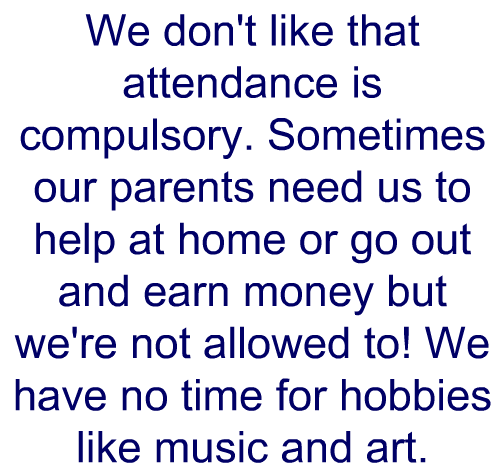 We don't like that
attendance is
compulsory. Sometimes
our parents need us to
help at home or go out
and earn money but
we're not allowed to! We
have no time for hobbies
like music and art.